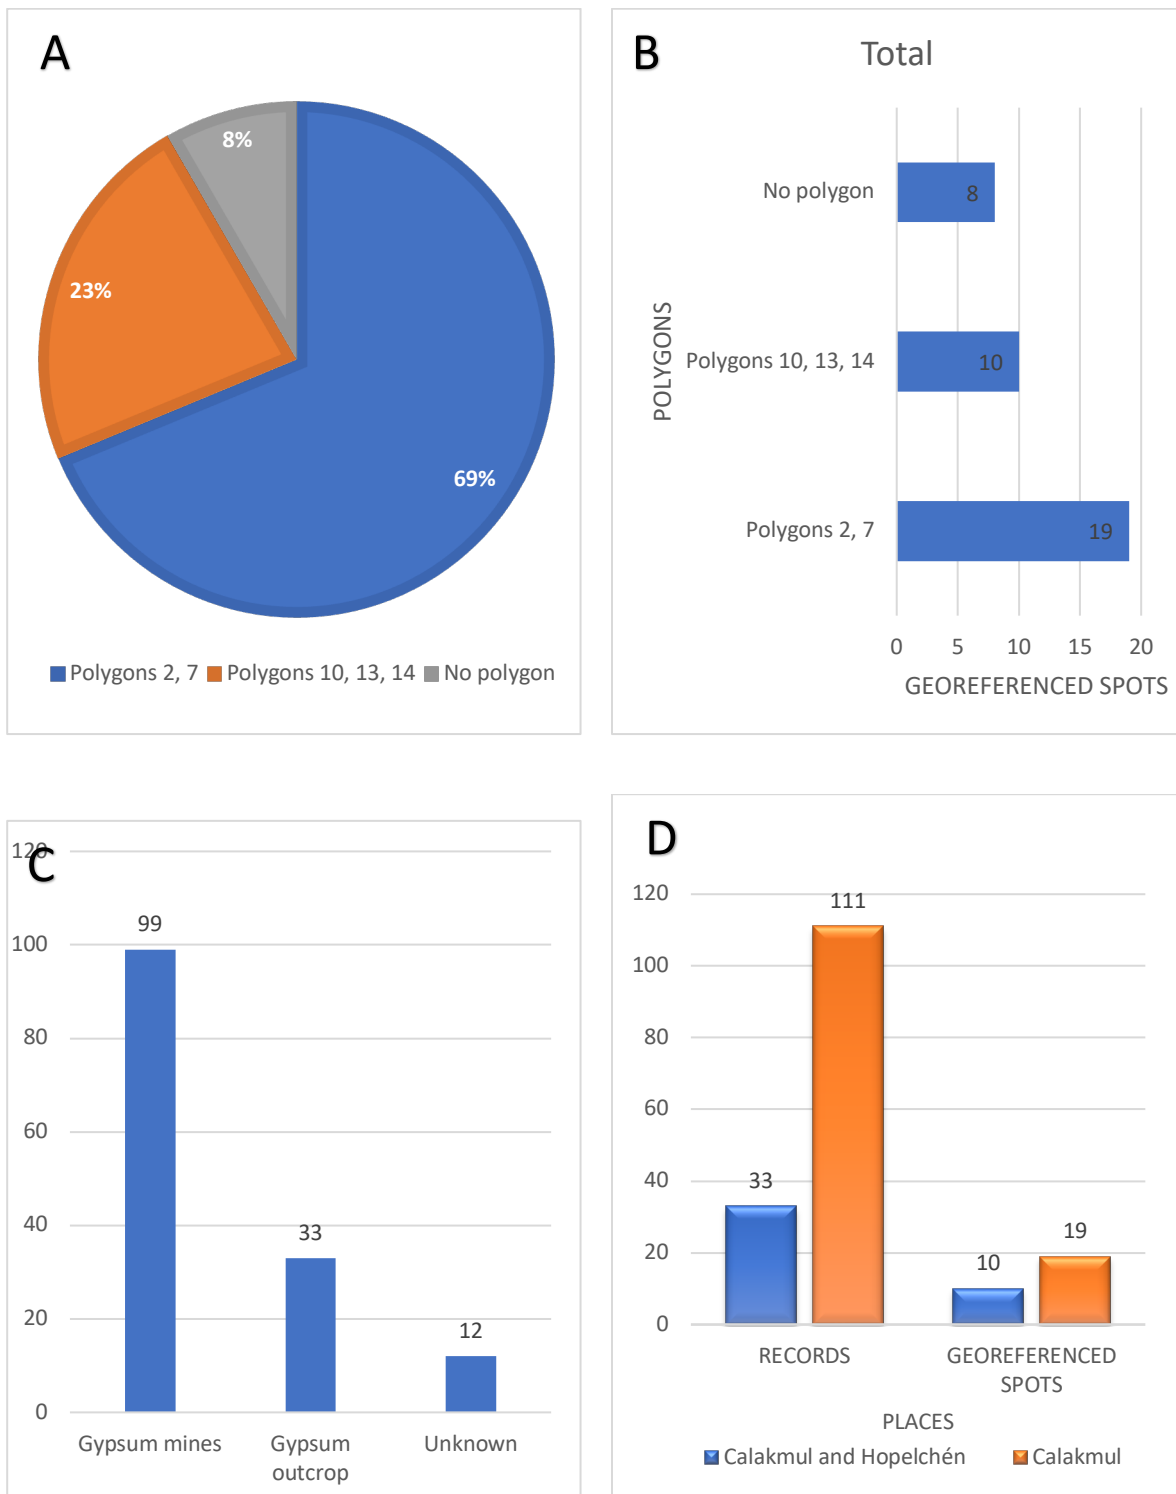 A
8%
23%
69%
Polygons 2, 7 Polygons 10, 13, 14 No polygon
B
Total
No polygon
8
POLYGONS
Polygons 10, 13, 14
10
Polygons 2, 7
19
0 5 10 15 20
GEOREFERENCED SPOTS
C
120
99
100
80
60
40
33
20
12
0
Gypsum mines Gypsum Unknown
outcrop
D
120
111
100
80
60
40
33
20
10
19
0
RECORDS GEOREFERENCED
SPOTS
PLACES
Calakmul and Hopelchén Calakmul